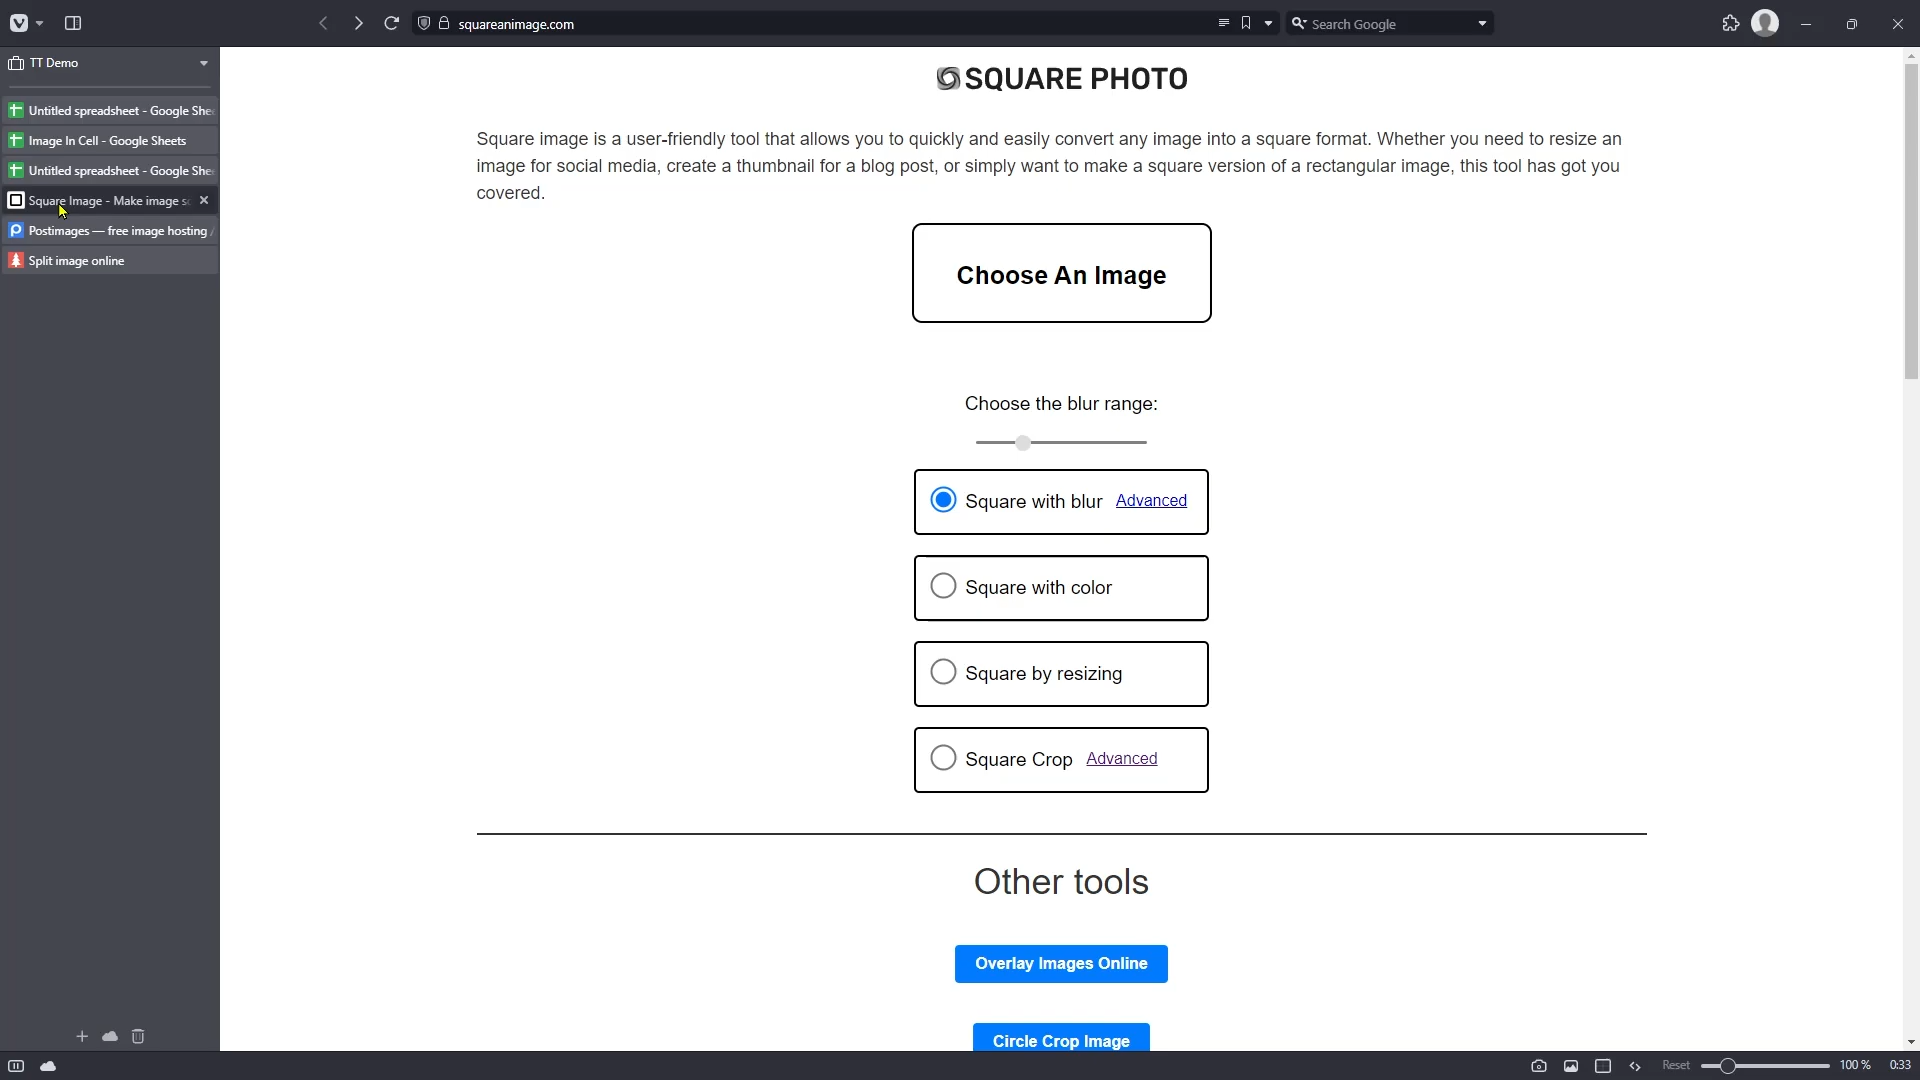 squareanimage.com
Search Google
TT Demo
Untitled spreadsheet - Google She
Image In Cell - Google Sheets
Untitled spreadsheet - Google She
Square Image - Make image s
Postimages — free image hosting /
Split image online
SQUARE PHOTO
Square image is a user-friendly tool that allows you to quickly and easily convert any image into a square format. Whether you need to resize an
image for social media, create a thumbnail for a blog post, or simply want to make a square version of a rectangular image, this tool has got you
covered.
Choose An Image
Choose the blur range:
Square with blur Advanced
Square with color
Square by resizing
Square Crop Advanced
Other tools
Overlay Images Online
Circle Crop Image
Reset
100 %
0:33